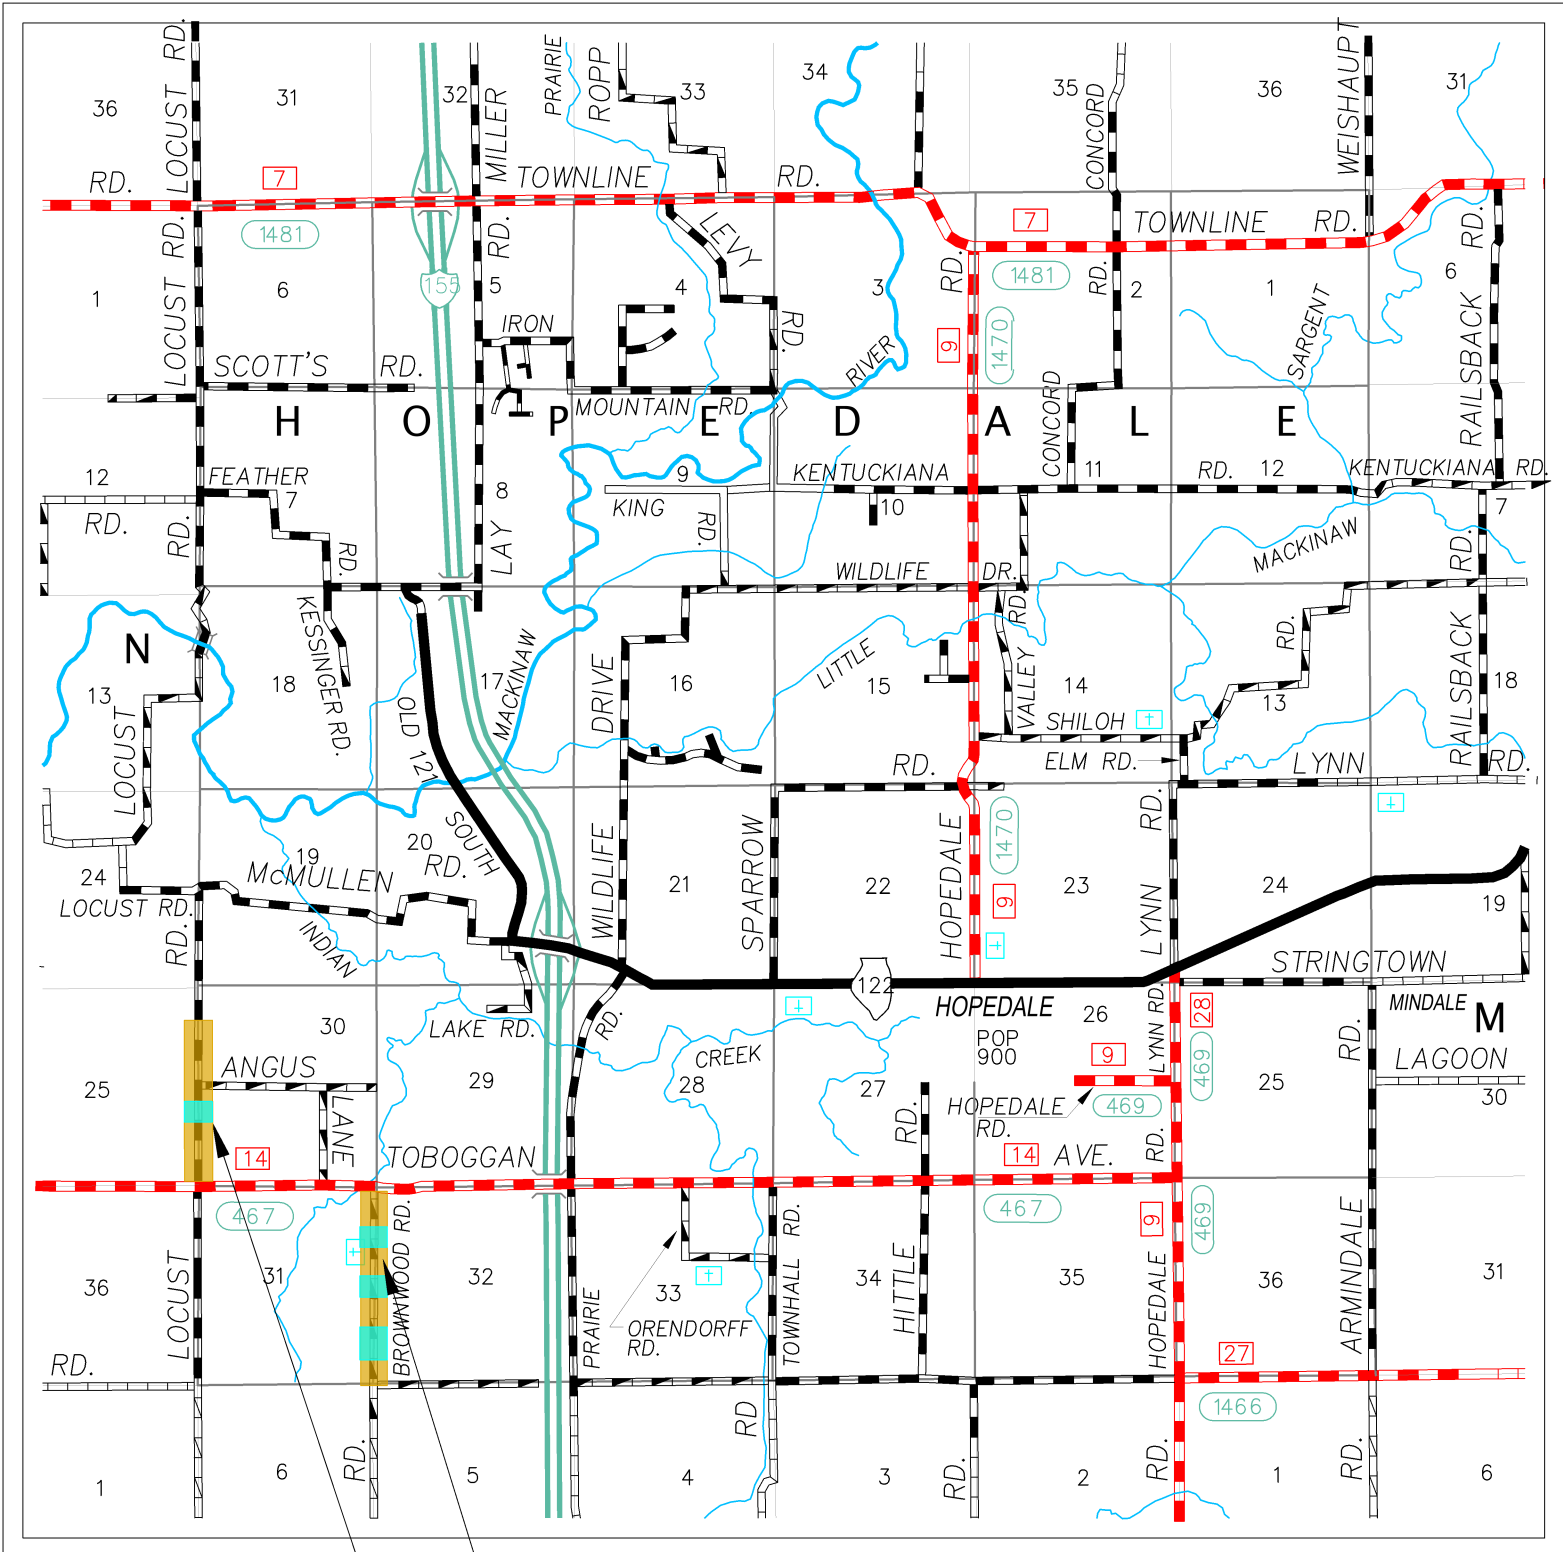 36
LOCUST RD.
31
32
MILLER
PRAIRIE
ROPP
33
34
35
CONCORD
36
WEISHAUPT
31
RD.
7
TOWNLINE
RD.
7
TOWNLINE
RD.
1481
LOCUST RD.
RD.
LEVY
RD.
1481
RD.
RD.
1
6
155
5
4
3
2
1
6
SARGENT
RAILSBACK
IRON
RD.
1470
9
RIVER
SCOTT'S
RD.
MOUNTAIN RD.
CONCORD
RAILSBACK
H O P E D A L E
12
FEATHER
7
8
9
KENTUCKIANA
11
RD.
12
KENTUCKIANA RD.
RD.
RD.
RD.
LAY
KING
RD.
10
MACKINAW
7
RD.
WILDLIFE
DR.
KESSINGER RD.
RD.
RD.
N
13
18
OLD 121
17
MACKINAW
DRIVE
16
LITTLE
15
VALLEY
14
SHILOH
13
RAILSBACK
18
LOCUST
ELM RD.
LYNN
RD.
RD.
RD.
SOUTH
20
RD.
19
McMULLEN
24
LOCUST RD.
WILDLIFE
21
SPARROW
22
HOPEDALE
1470
9
23
LYNN
24
19
RD.
INDIAN
STRINGTOWN
122
HOPEDALE
MINDALE
M
30
LAKE RD.
RD.
CREEK
POP
900
26
LYNN RD.
28
469
RD.
LAGOON
25
ANGUS
29
28
27
9
25
30
LANE
HOPEDALE
RD.
469
RD.
14
TOBOGGAN
14
AVE.
RD.
467
467
9
469
LOCUST
BROWNWOOD RD.
RD.
36
31
32
33
34
HITTLE
35
HOPEDALE
36
ARMINDALE
31
PRAIRIE
ORENDORFF
RD.
TOWNHALL
RD.
27
1466
1
6
RD.
5
4
RD
3
RD.
2
RD.
1
RD.
6